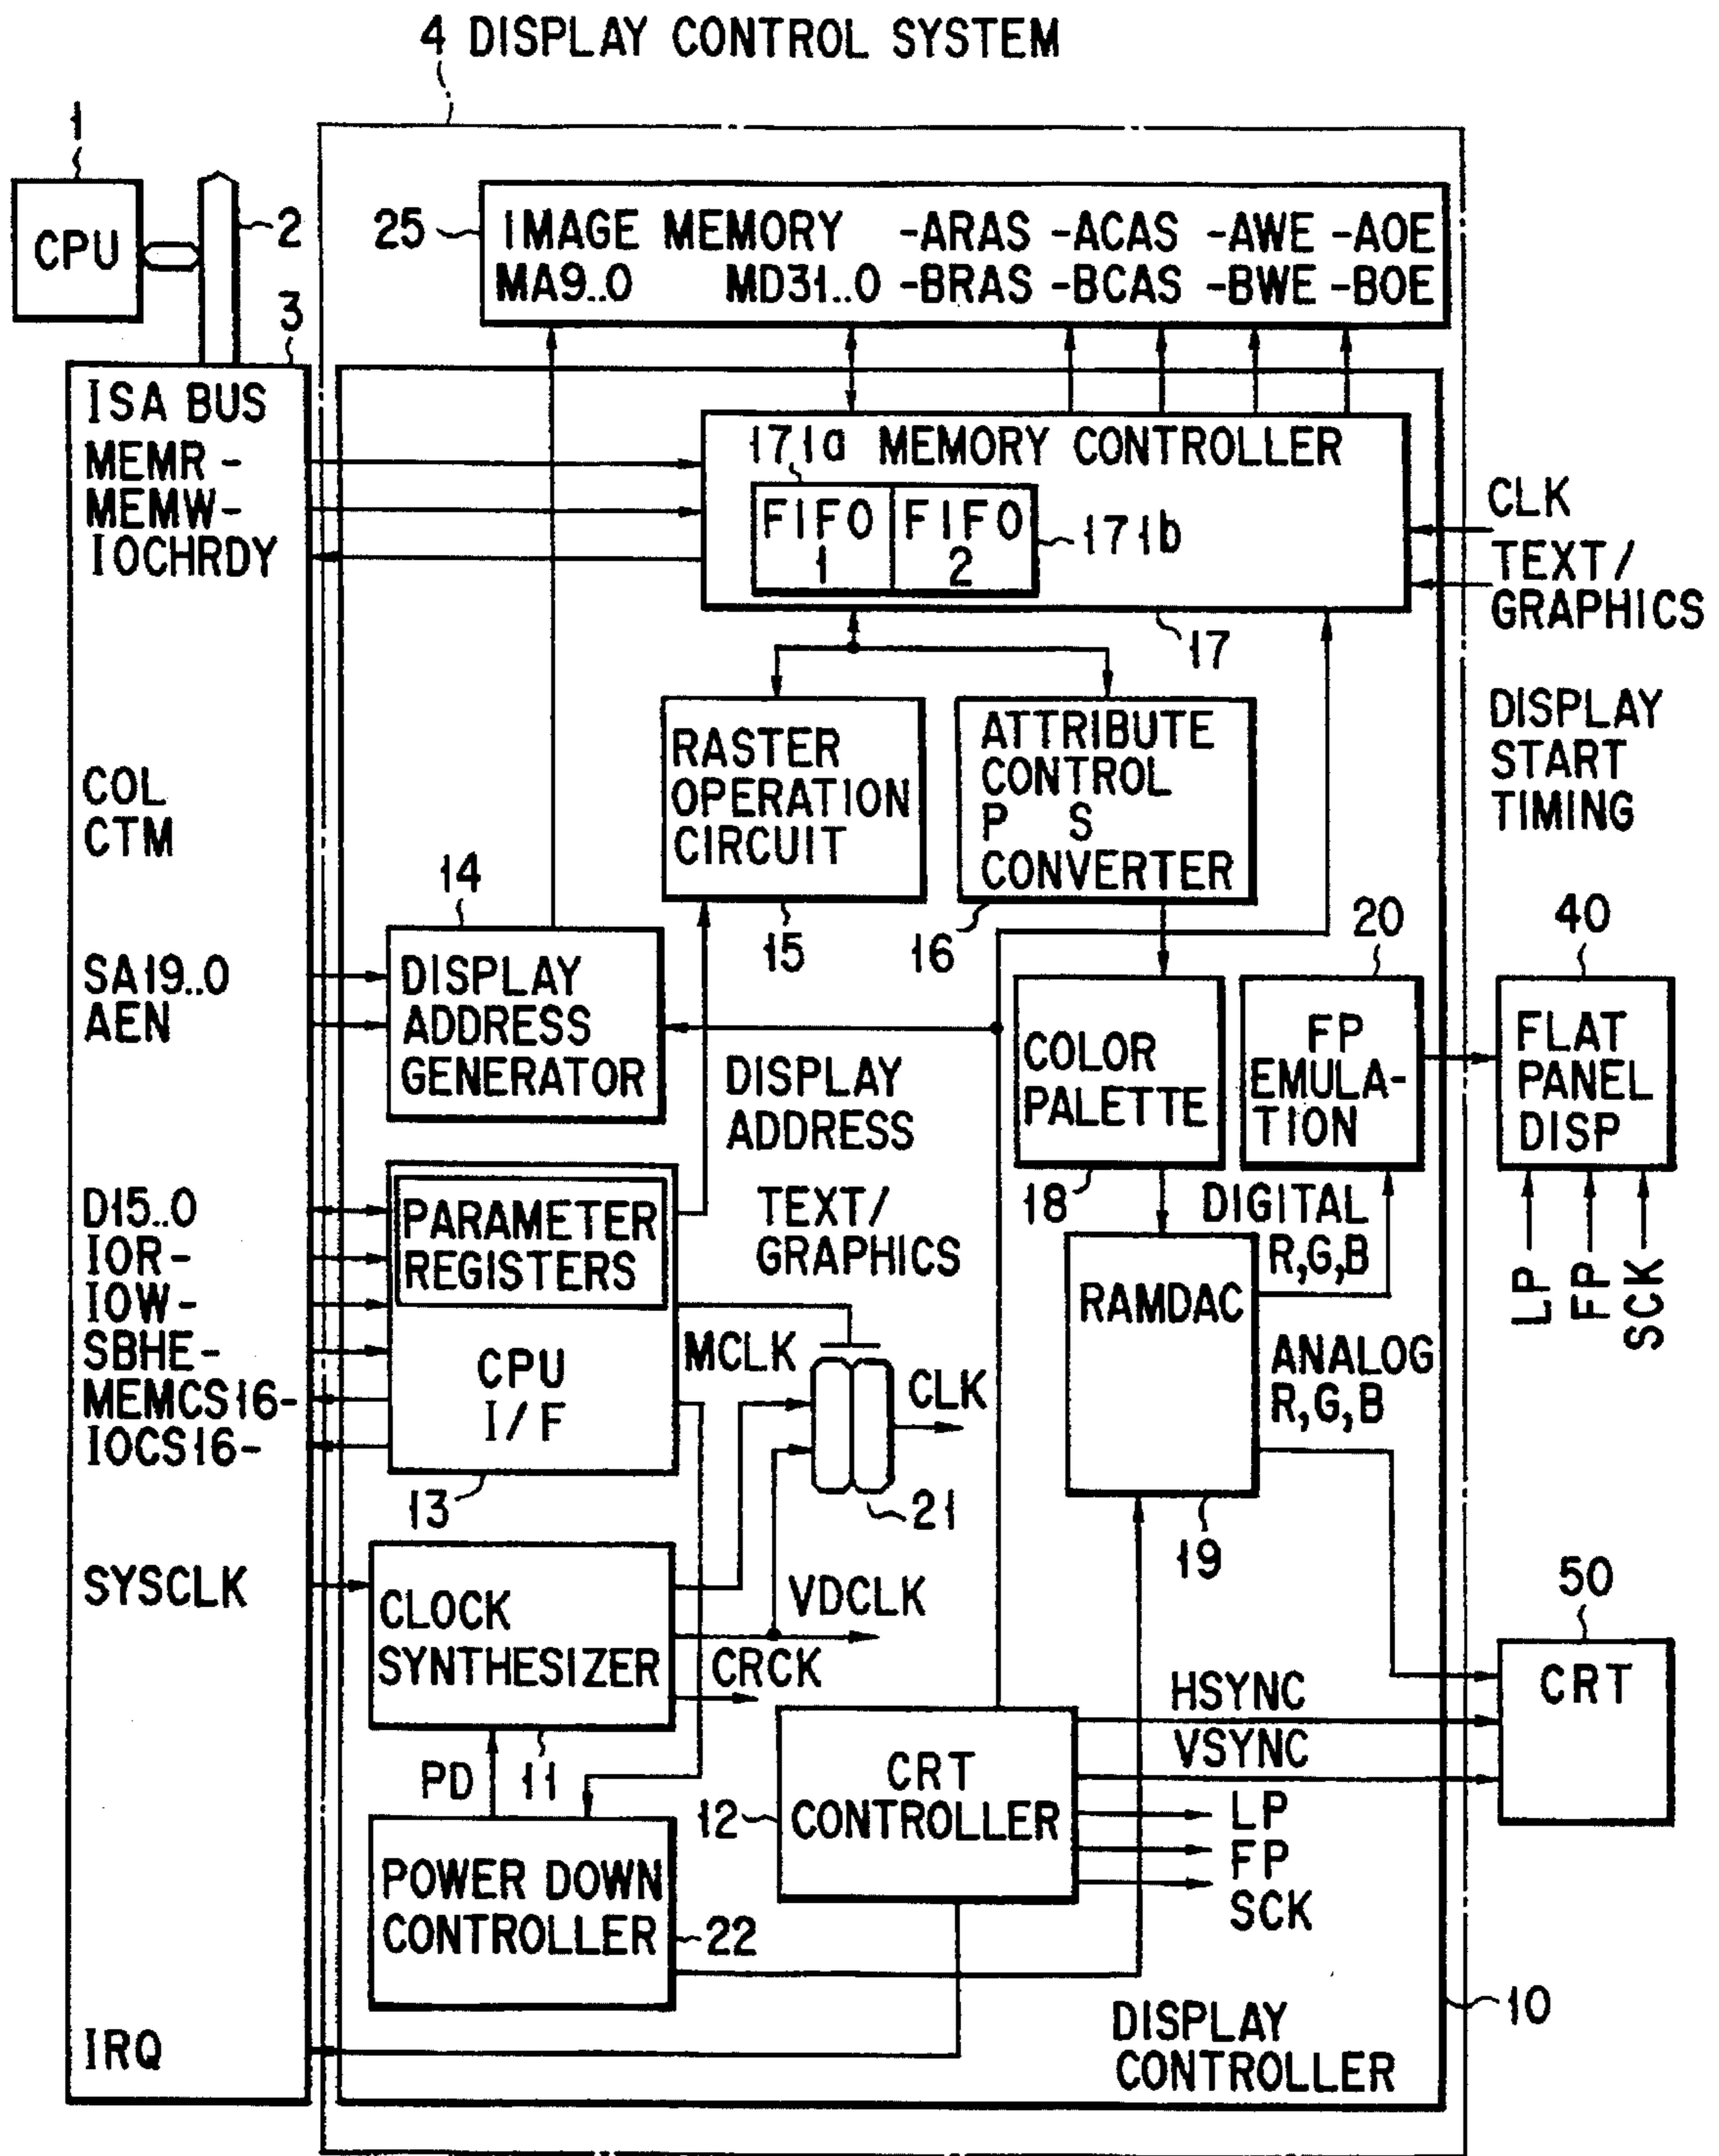 4 DISPLAY CONTROL SYSTEM
1
CPU
2
3
25
IMAGE MEMORY -ARAS -ACAS -AWE -AOE
MA9..0 MD31..0 -BRAS -BCAS -BWE -BOE
ISA BUS
MEMR-
MEMW-
IOCHRDY
COL
CTM
SA19..0
AEN
D15..0
IOR-
IOW-
SBHE-
MEMCS16-
IOCS16-
SYSCLK
IRQ
171a MEMORY CONTROLLER
FIFO
1
FIFO
2
171b
17
CLK
TEXT/
GRAPHICS
DISPLAY
START
TIMING
RASTER
OPERATION
CIRCUIT
15
ATTRIBUTE
CONTROL
P S
CONVERTER
16
14
DISPLAY
ADDRESS
GENERATOR
DISPLAY
ADDRESS
COLOR
PALETTE
18
20
FP
EMULA-
TION
40
FLAT
PANEL
DISP
LP
FP
SCK
PARAMETER
REGISTERS
CPU
I/F
13
TEXT/
GRAPHICS
MCLK
CLK
21
DIGITAL
R,G,B
RAMDAC
ANALOG
R,G,B
19
CLOCK
SYNTHESIZER
11
VDCLK
CRCK
PD
50
CRT
HSYNC
VSYNC
12
CRT
CONTROLLER
LP
FP
SCK
POWER DOWN
CONTROLLER
22
DISPLAY
CONTROLLER
10